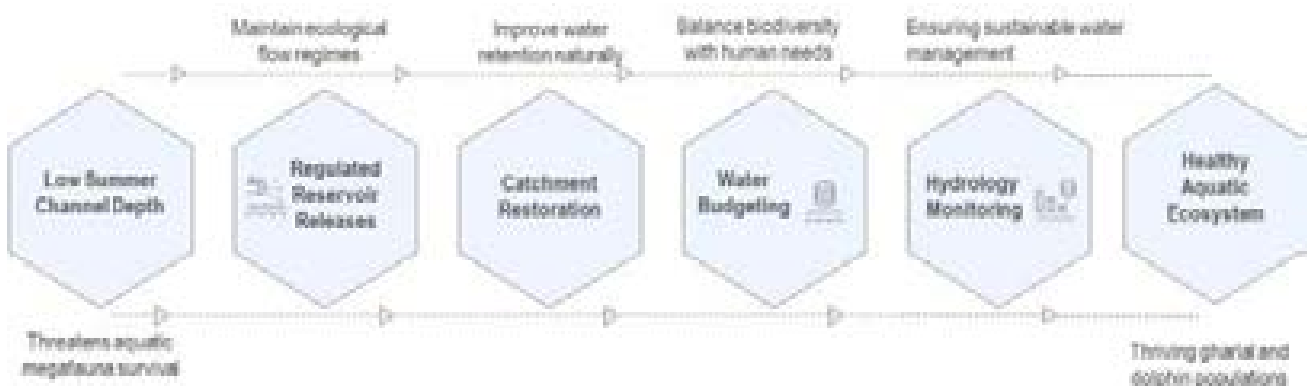 Maintain ecological
flow regimes
Improve water
retention naturally
Balance biodiversity
with human needs
Ensuring sustainable water
management
Low Summer
Channel Depth
Regulated
Reservoir
Releases
Catchment
Restoration
Water
Budgeting
Hydrology
Monitoring
Healthy
Aquatic
Ecosystem
Threatens aquatic
megafauna survival
Thriving gharial and
dolphin populations